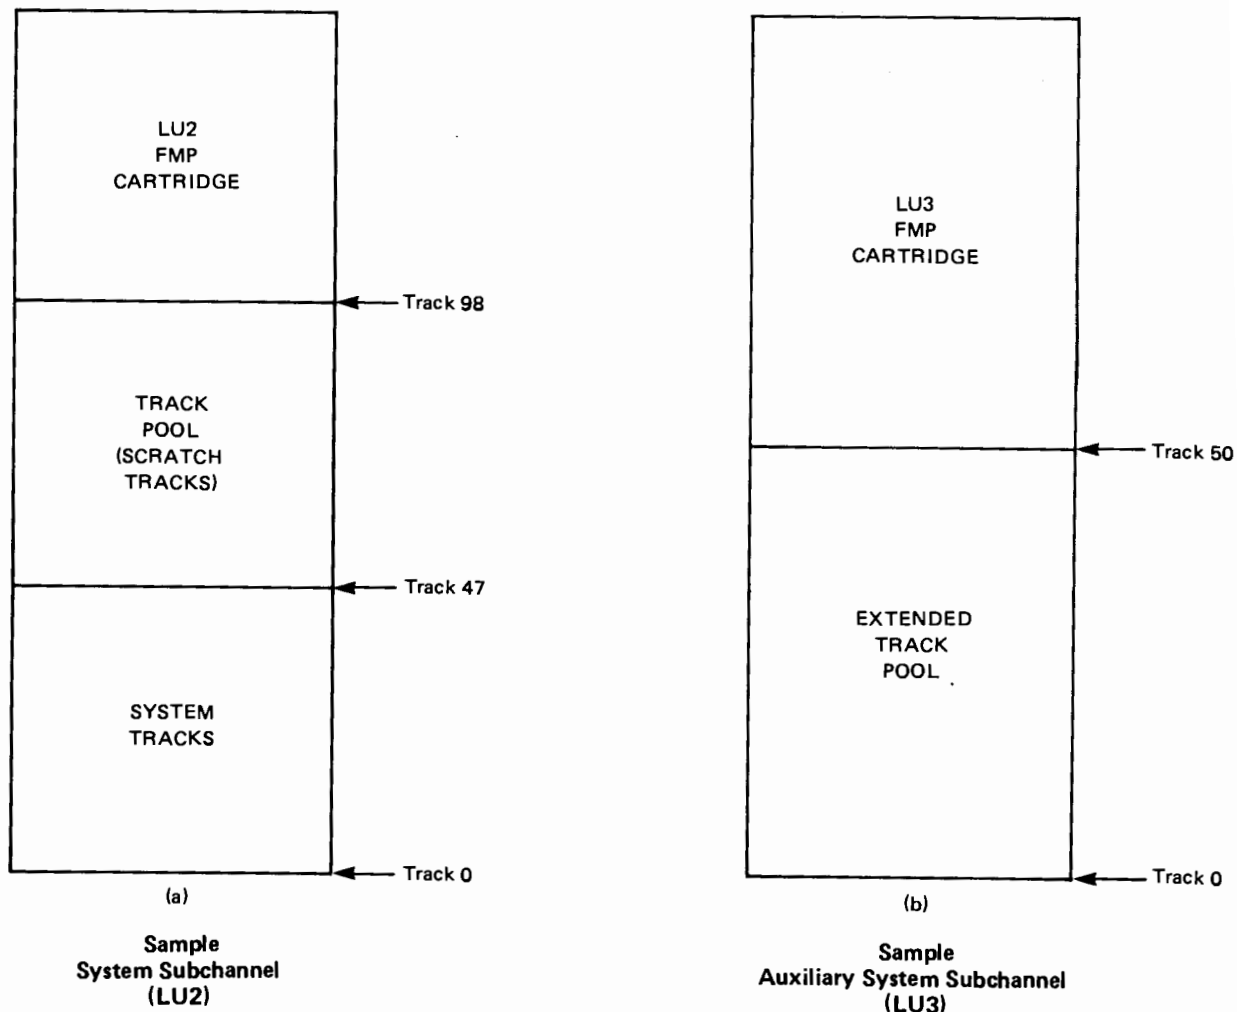 LU2
FMP
CARTRIDGE
Track 98
TRACK
POOL
(SCRATCH
TRACKS)
Track 47
SYSTEM
TRACKS
Track 0
(a)
Sample
System Subchannel
(LU2)
LU3
FMP
CARTRIDGE
Track 50
EXTENDED
TRACK
POOL
Track 0
(b)
Sample
Auxiliary System Subchannel
(LU3)